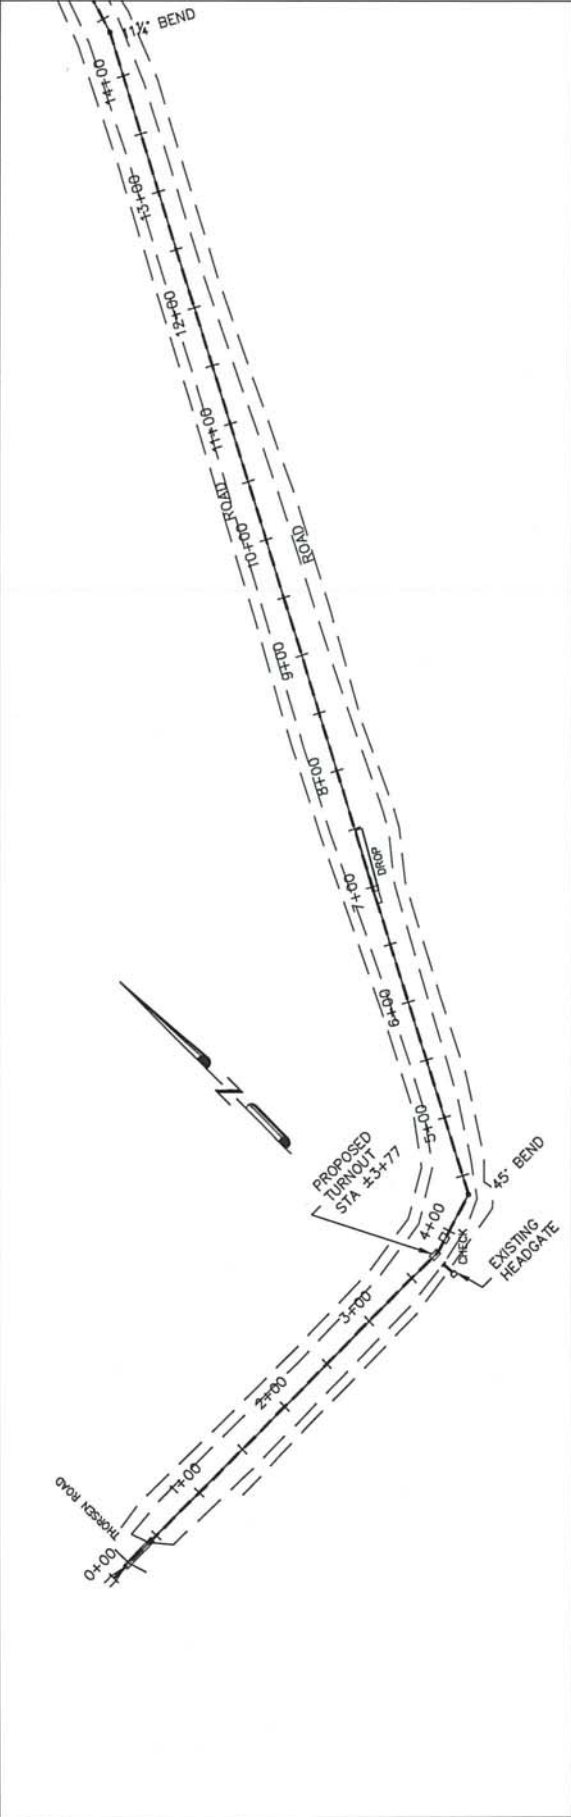 11¼° BEND
14+00
13+00
12+00
11+00
ROAD
10+00
ROAD
9+00
8+00
DROP
7+00
6+00
N
5+00
PROPOSED
TURNOUT
STA ±3+77
45° BEND
4+00
CHECK
EXISTING
HEADGATE
3+00
2+00
1+00
THORSEN ROAD
0+00